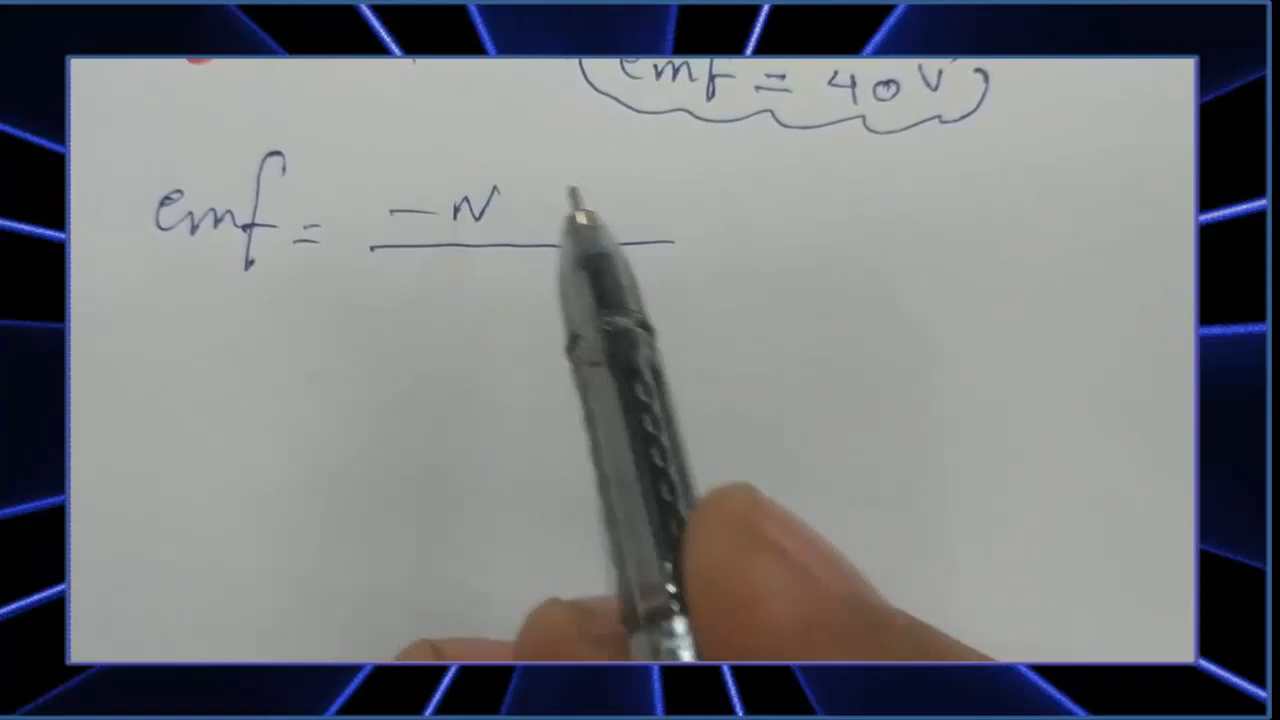 emf = 40V
emf = -N